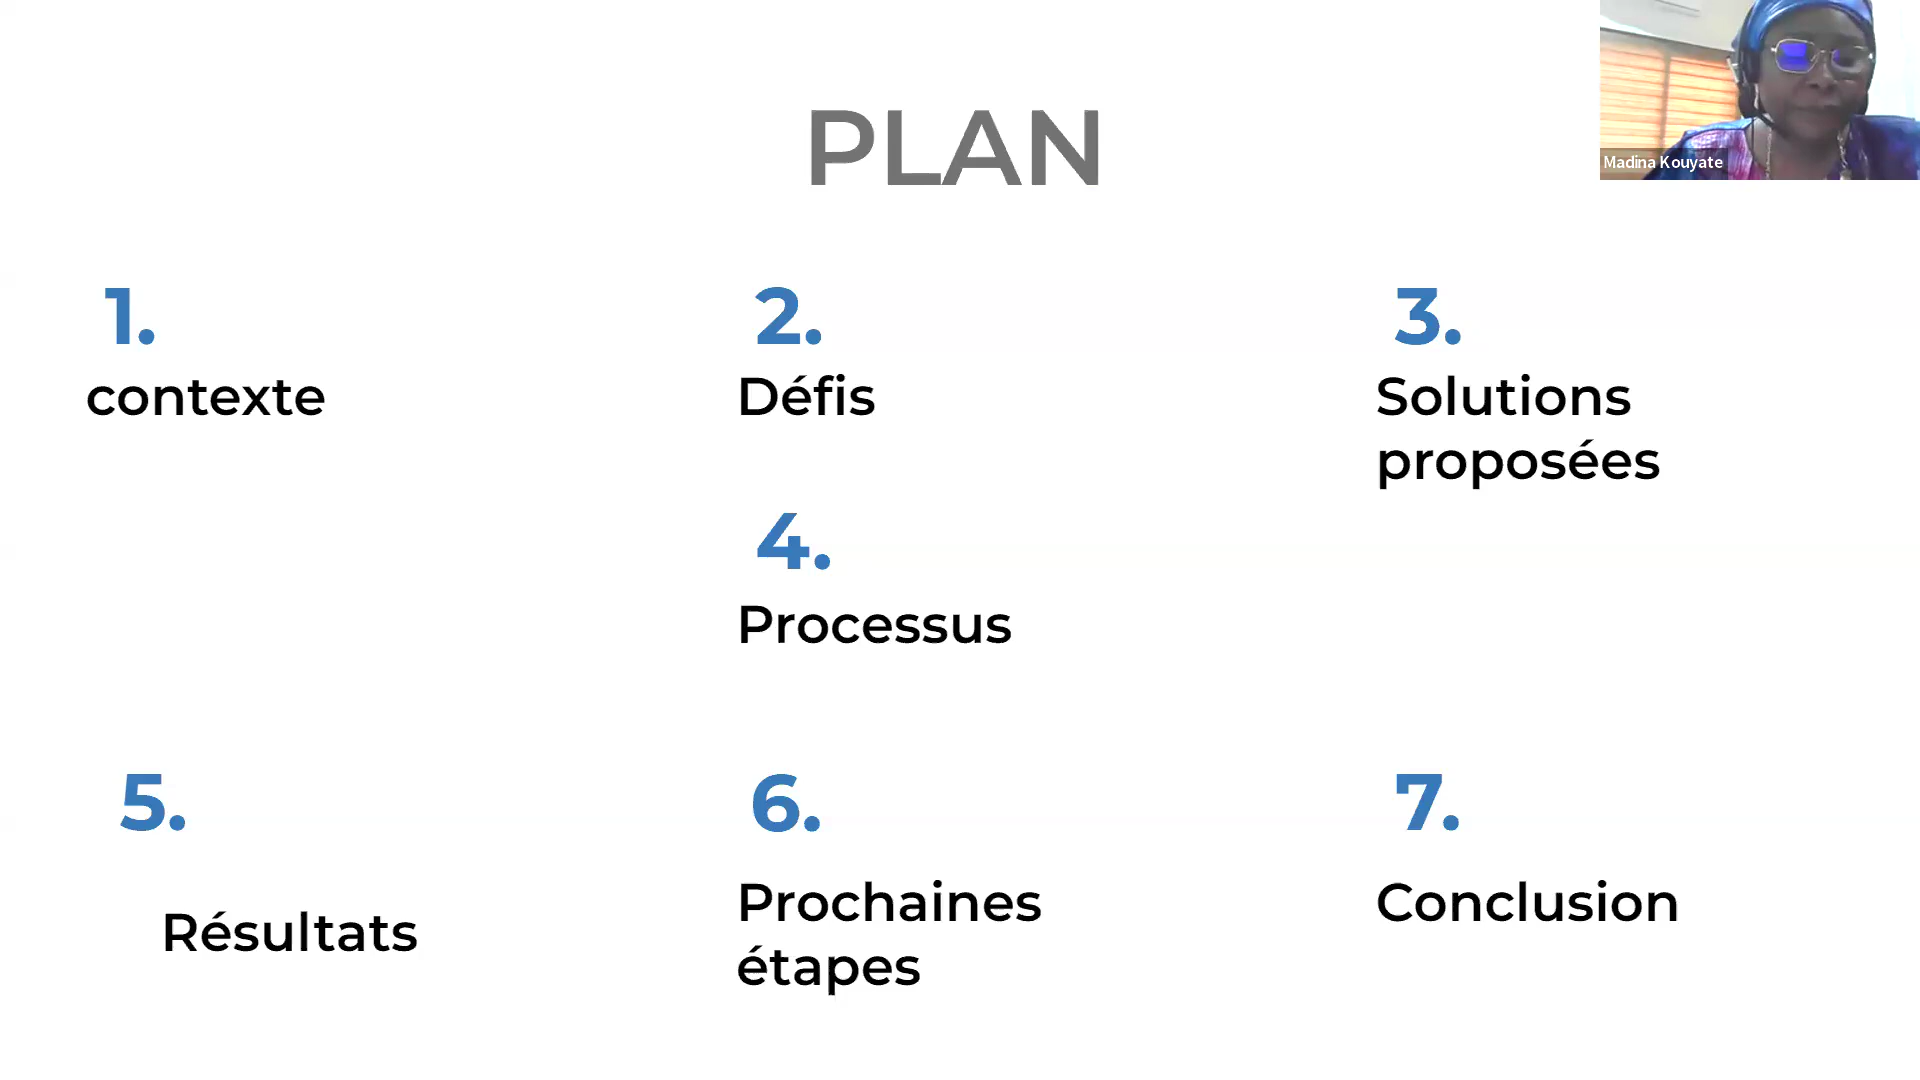 PLAN
Madina Kouyate
1.
contexte
2.
Défis
3.
Solutions
proposées
4.
Processus
5.
Résultats
6.
Prochaines
étapes
7.
Conclusion